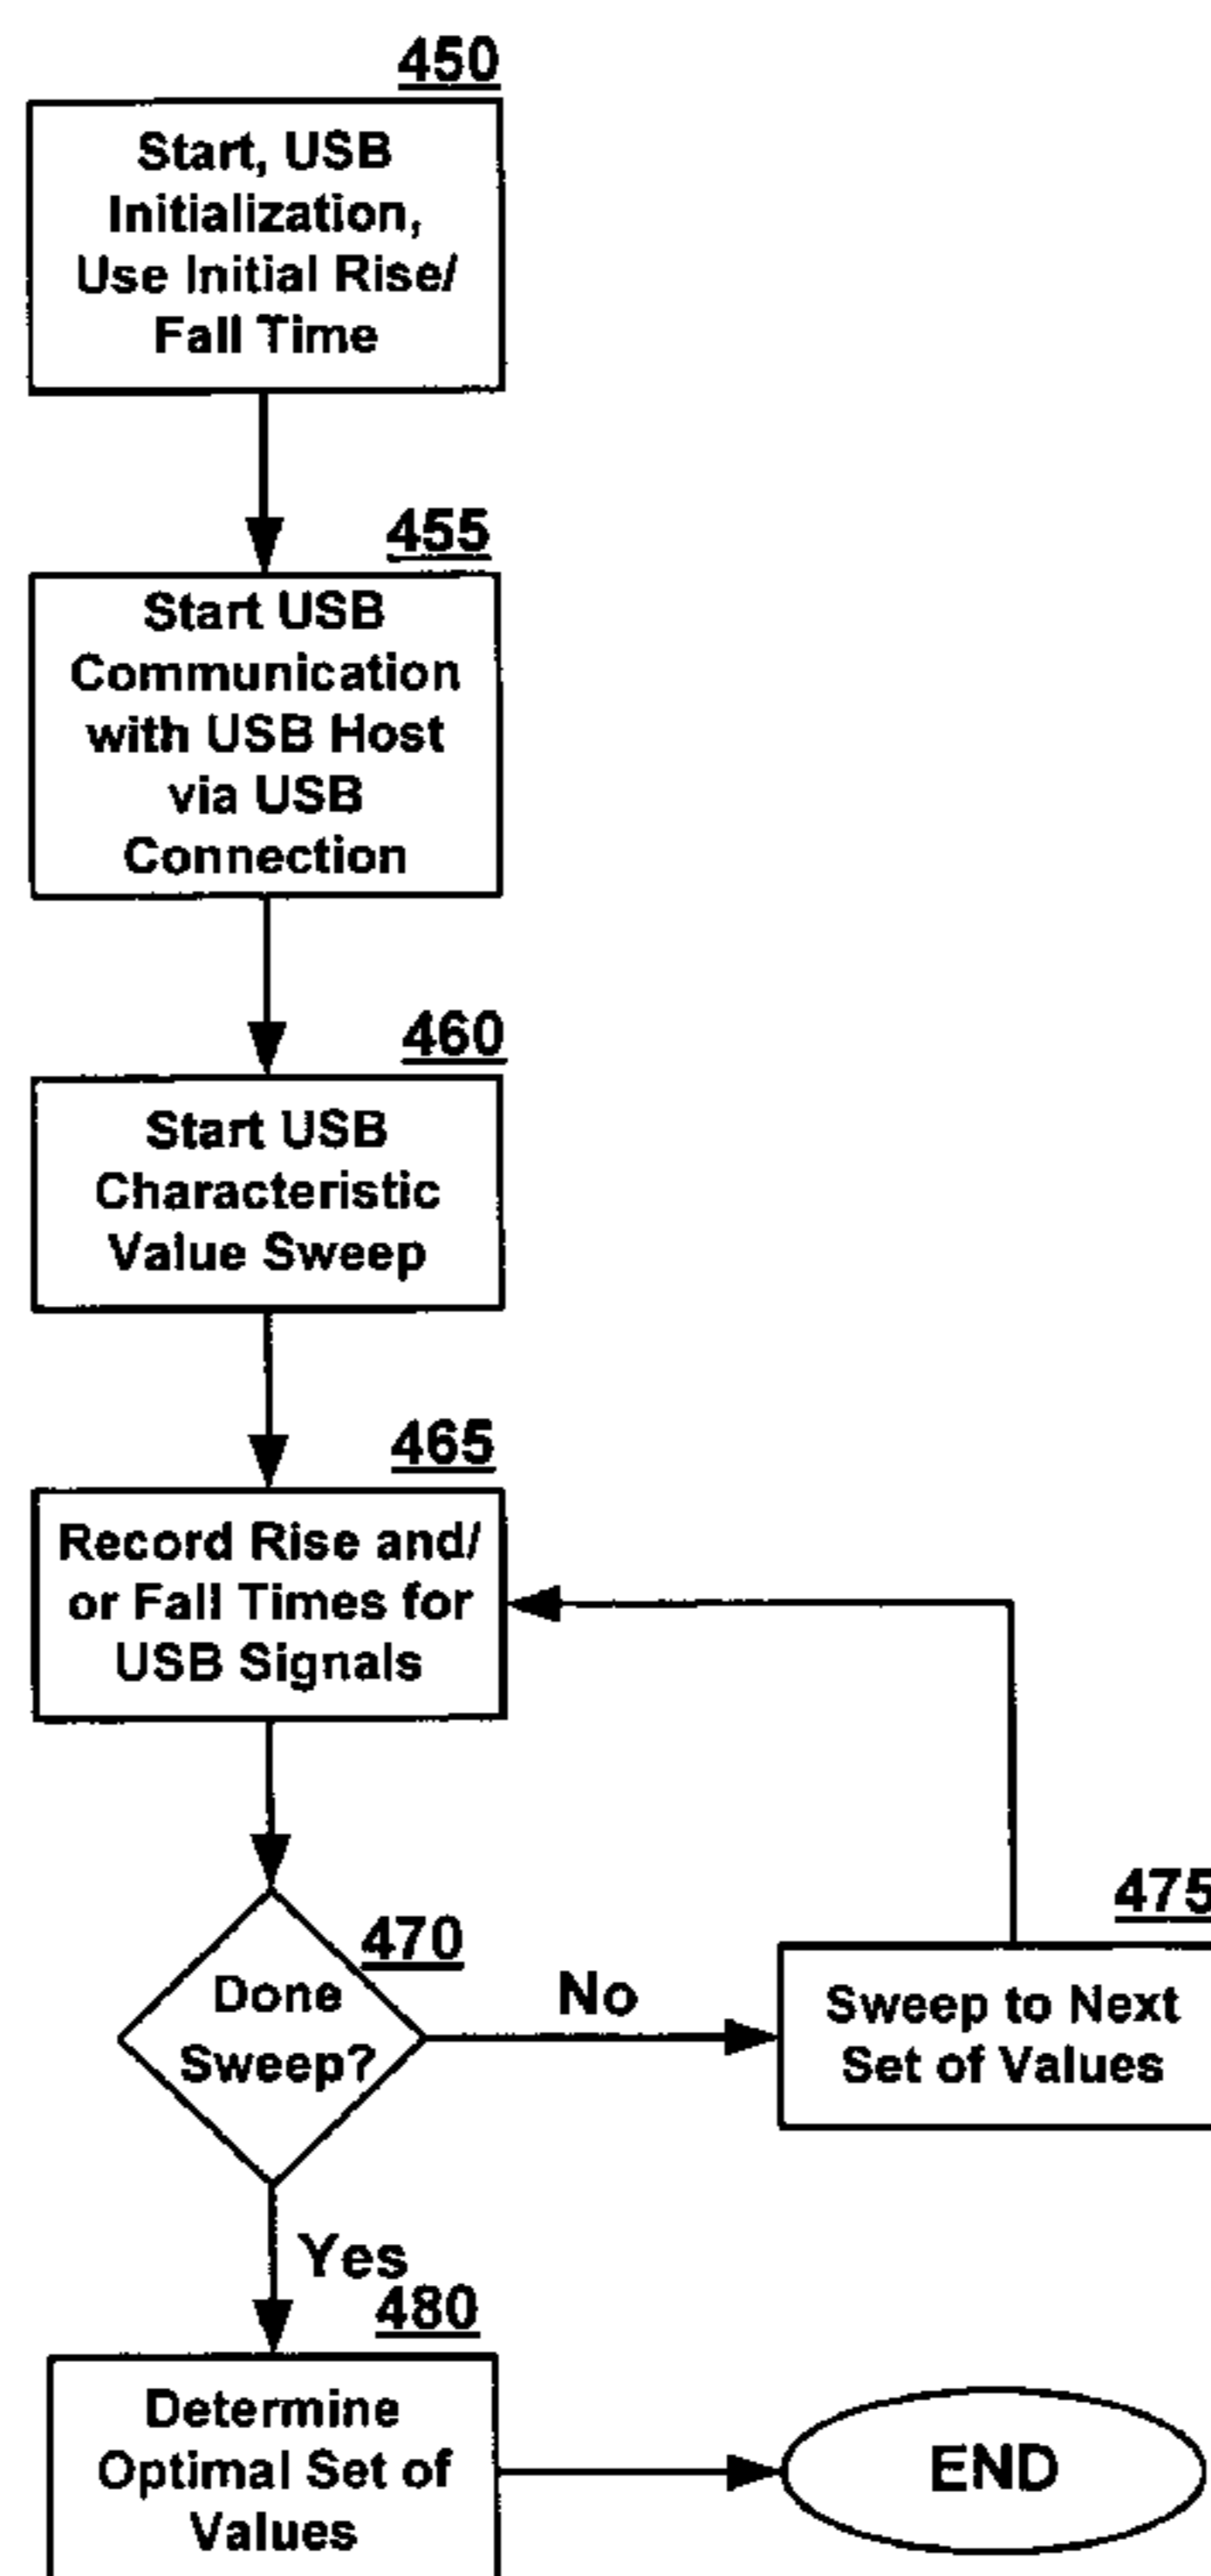 450
Start, USB
Initialization,
Use Initial Rise/
Fall Time
455
Start USB
Communication
with USB Host
via USB
Connection
460
Start USB
Characteristic
Value Sweep
465
Record Rise and/
or Fall Times for
USB Signals
470
Done
Sweep?
No
475
Sweep to Next
Set of Values
Yes
480
Determine
Optimal Set of
Values
END